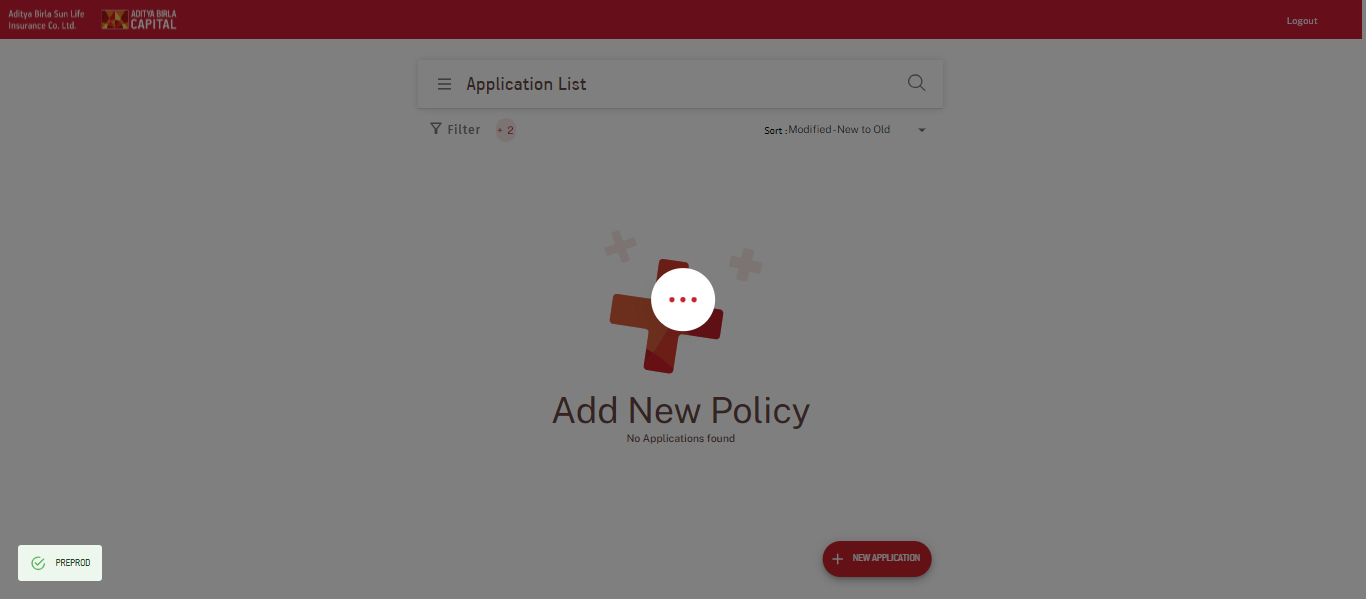 Aditya Birla Sun Life
Insurance Co. Ltd.
ADITYA BIRLA
CAPITAL
Logout
Application List
Filter + 2
Sort : Modified - New to Old
Add New Policy
No Applications found
PREPROD
+ NEW APPLICATION